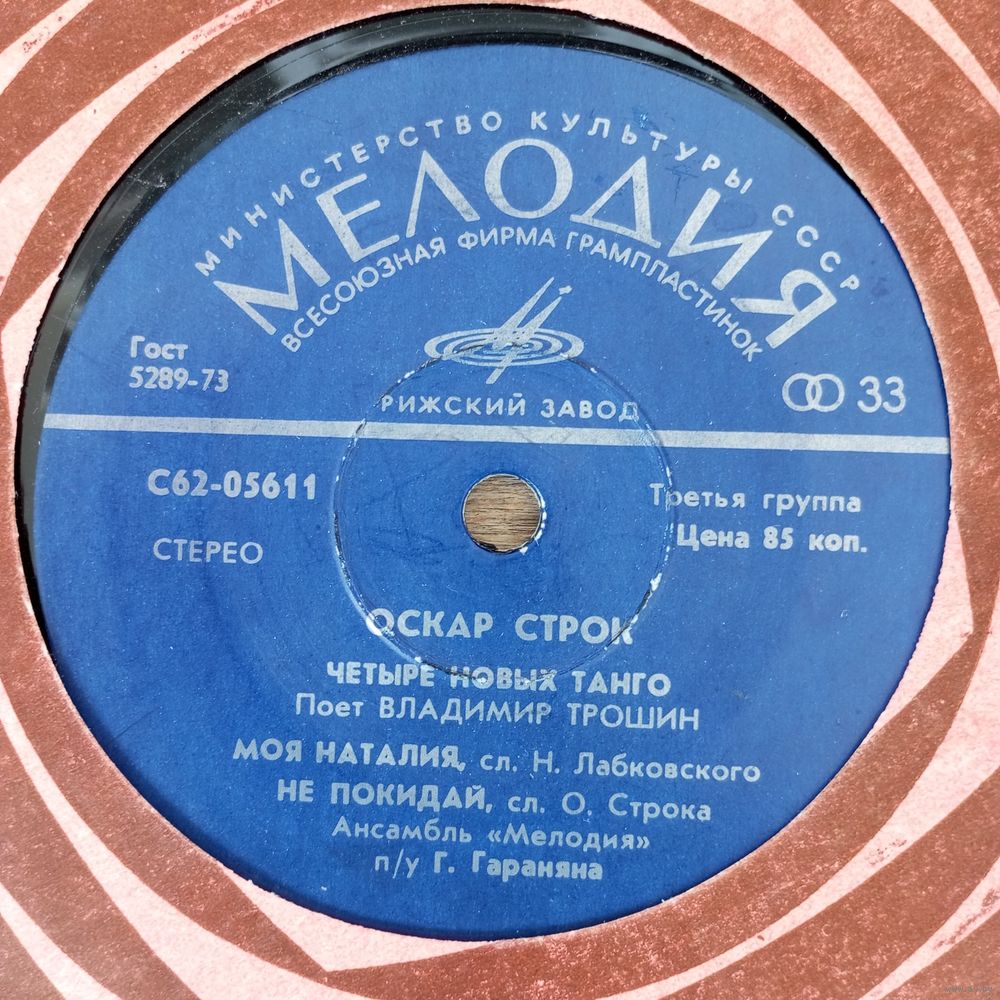 МИНИСТЕРСТВО КУЛЬТУРЫ СССР
МЕЛОДИЯ
ВСЕСОЮЗНАЯ ФИРМА ГРАМПЛАСТИНОК
Гост
5289-73
33
РИЖСКИЙ ЗАВОД
С62-05611
Третья группа
СТЕРЕО
Цена 85 коп.
ОСКАР СТРОК
ЧЕТЫРЕ НОВЫХ ТАНГО
Поет ВЛАДИМИР ТРОШИН
МОЯ НАТАЛИЯ, сл. Н. Лабковского
НЕ ПОКИДАЙ, сл. О. Строка
Ансамбль «Мелодия»
п/у Г. Гараняна